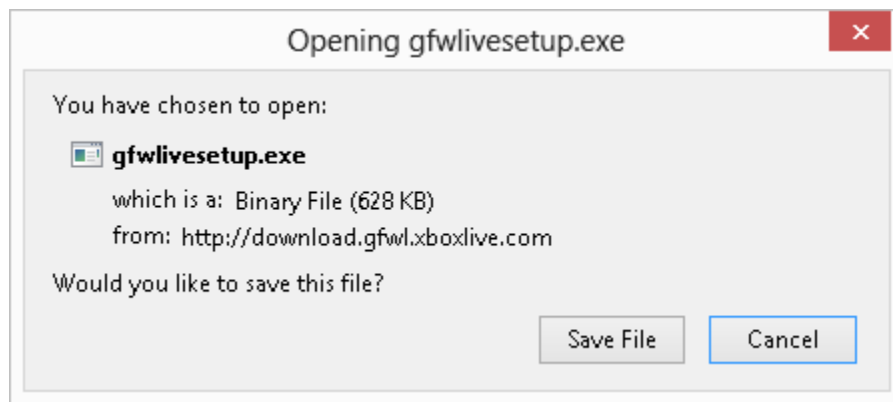 Opening gfwlivesetup.exe
You have chosen to open:
gfwlivesetup.exe
which is a: Binary File (628 KB)
from: http://download.gfwl.xboxlive.com
Would you like to save this file?
Save File Cancel